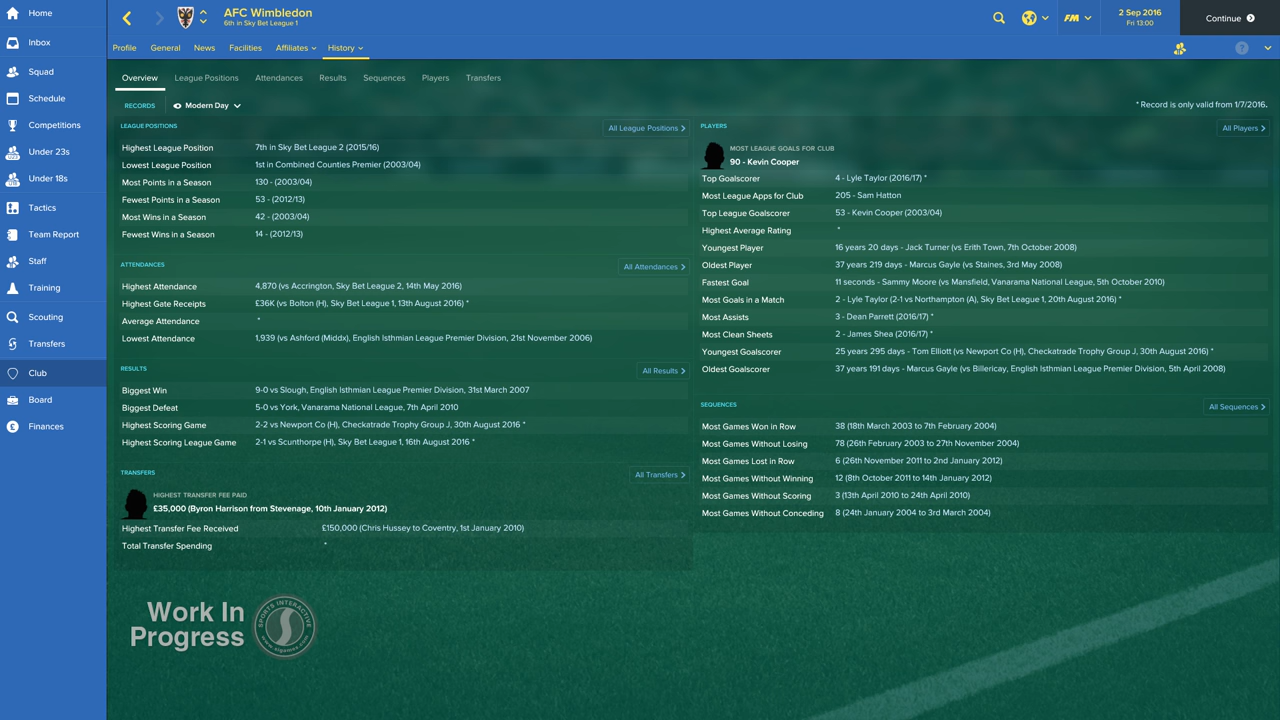 Home
Inbox
Squad
Schedule
Competitions
Under 23s
Under 18s
Tactics
Team Report
Staff
Training
Scouting
Transfers
Club
Board
Finances
AFC Wimbledon
6th in Sky Bet League 1
FM
2 Sep 2016
Fri 13:00
Continue
Profile General News Facilities Affiliates History
Overview League Positions Attendances Results Sequences Players Transfers
RECORDS Modern Day
* Record is only valid from 1/7/2016.
LEAGUE POSITIONS All League Positions
Highest League Position 7th in Sky Bet League 2 (2015/16)
Lowest League Position 1st in Combined Counties Premier (2003/04)
Most Points in a Season 130 - (2003/04)
Fewest Points in a Season 53 - (2012/13)
Most Wins in a Season 42 - (2003/04)
Fewest Wins in a Season 14 - (2012/13)
ATTENDANCES All Attendances
Highest Attendance 4,870 (vs Accrington, Sky Bet League 2, 14th May 2016)
Highest Gate Receipts £36K (vs Bolton (H), Sky Bet League 1, 13th August 2016) *
Average Attendance *
Lowest Attendance 1,939 (vs Ashford (Middx), English Isthmian League Premier Division, 21st November 2006)
RESULTS All Results
Biggest Win 9-0 vs Slough, English Isthmian League Premier Division, 31st March 2007
Biggest Defeat 5-0 vs York, Vanarama National League, 7th April 2010
Highest Scoring Game 2-2 vs Newport Co (H), Checkatrade Trophy Group J, 30th August 2016 *
Highest Scoring League Game 2-1 vs Scunthorpe (H), Sky Bet League 1, 16th August 2016 *
TRANSFERS All Transfers
HIGHEST TRANSFER FEE PAID
£35,000 (Byron Harrison from Stevenage, 10th January 2012)
Highest Transfer Fee Received £150,000 (Chris Hussey to Coventry, 1st January 2010)
Total Transfer Spending *
PLAYERS All Players
MOST LEAGUE GOALS FOR CLUB
90 - Kevin Cooper
Top Goalscorer 4 - Lyle Taylor (2016/17) *
Most League Apps for Club 205 - Sam Hatton
Top League Goalscorer 53 - Kevin Cooper (2003/04)
Highest Average Rating *
Youngest Player 16 years 20 days - Jack Turner (vs Erith Town, 7th October 2008)
Oldest Player 37 years 219 days - Marcus Gayle (vs Staines, 3rd May 2008)
Fastest Goal 11 seconds - Sammy Moore (vs Mansfield, Vanarama National League, 5th October 2010)
Most Goals in a Match 2 - Lyle Taylor (2-1 vs Northampton (A), Sky Bet League 1, 20th August 2016) *
Most Assists 3 - Dean Parrett (2016/17) *
Most Clean Sheets 2 - James Shea (2016/17) *
Youngest Goalscorer 25 years 295 days - Tom Elliott (vs Newport Co (H), Checkatrade Trophy Group J, 30th August 2016) *
Oldest Goalscorer 37 years 191 days - Marcus Gayle (vs Billericay, English Isthmian League Premier Division, 5th April 2008)
SEQUENCES All Sequences
Most Games Won in Row 38 (18th March 2003 to 7th February 2004)
Most Games Without Losing 78 (26th February 2003 to 27th November 2004)
Most Games Lost in Row 6 (26th November 2011 to 2nd January 2012)
Most Games Without Winning 12 (8th October 2011 to 14th January 2012)
Most Games Without Scoring 3 (13th April 2010 to 24th April 2010)
Most Games Without Conceding 8 (24th January 2004 to 3rd March 2004)
Work In
Progress
SPORTS INTERACTIVE
www.sigames.com